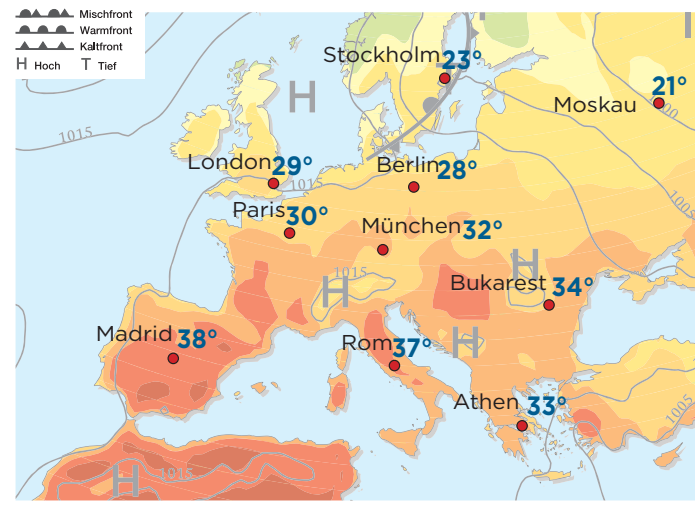 Mischfront
Warmfront
Kaltfront
H Hoch T Tief
H
Stockholm 23°
21°
Moskau
1015
London 29°
1015
Berlin 28°
Paris 30°
München 32°
1005
H
1015
H
Bukarest 34°
Madrid 38°
Rom 37°
H
Athen 33°
1005
1015
H